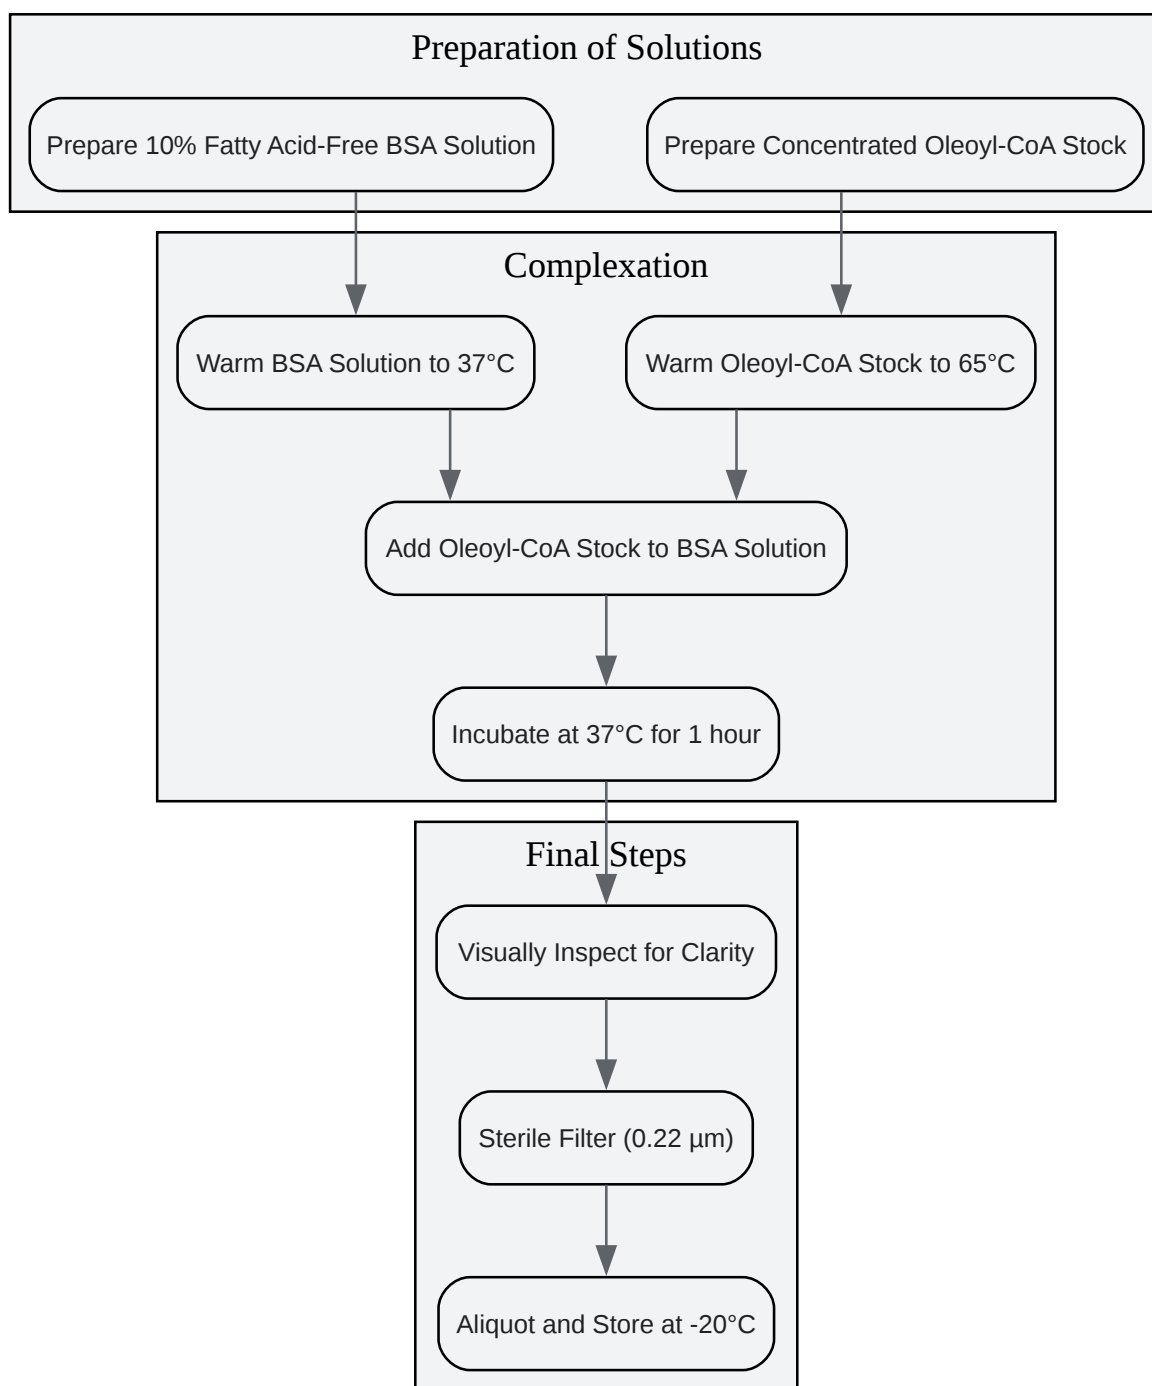 Preparation of Solutions
Prepare 10% Fatty Acid-Free BSA Solution
Prepare Concentrated Oleoyl-CoA Stock
Complexation
Warm BSA Solution to 37°C
Warm Oleoyl-CoA Stock to 65°C
Add Oleoyl-CoA Stock to BSA Solution
Incubate at 37°C for 1 hour
Final Steps
Visually Inspect for Clarity
Sterile Filter (0.22 µm)
Aliquot and Store at -20°C